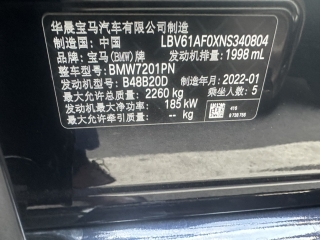 华晨宝马汽车有限公司制造
制造国：中国 LBV61AF0XNS340804
品牌：宝马(BMW)牌 发动机排量：1998 mL
整车型号：BMW7201PN
发动机型号：B48B20D 制造年月：2022-01
最大允许总质量：2260 kg 乘坐人数：5
最大净功率：185 kW
最大允许牵引质量：-- kg